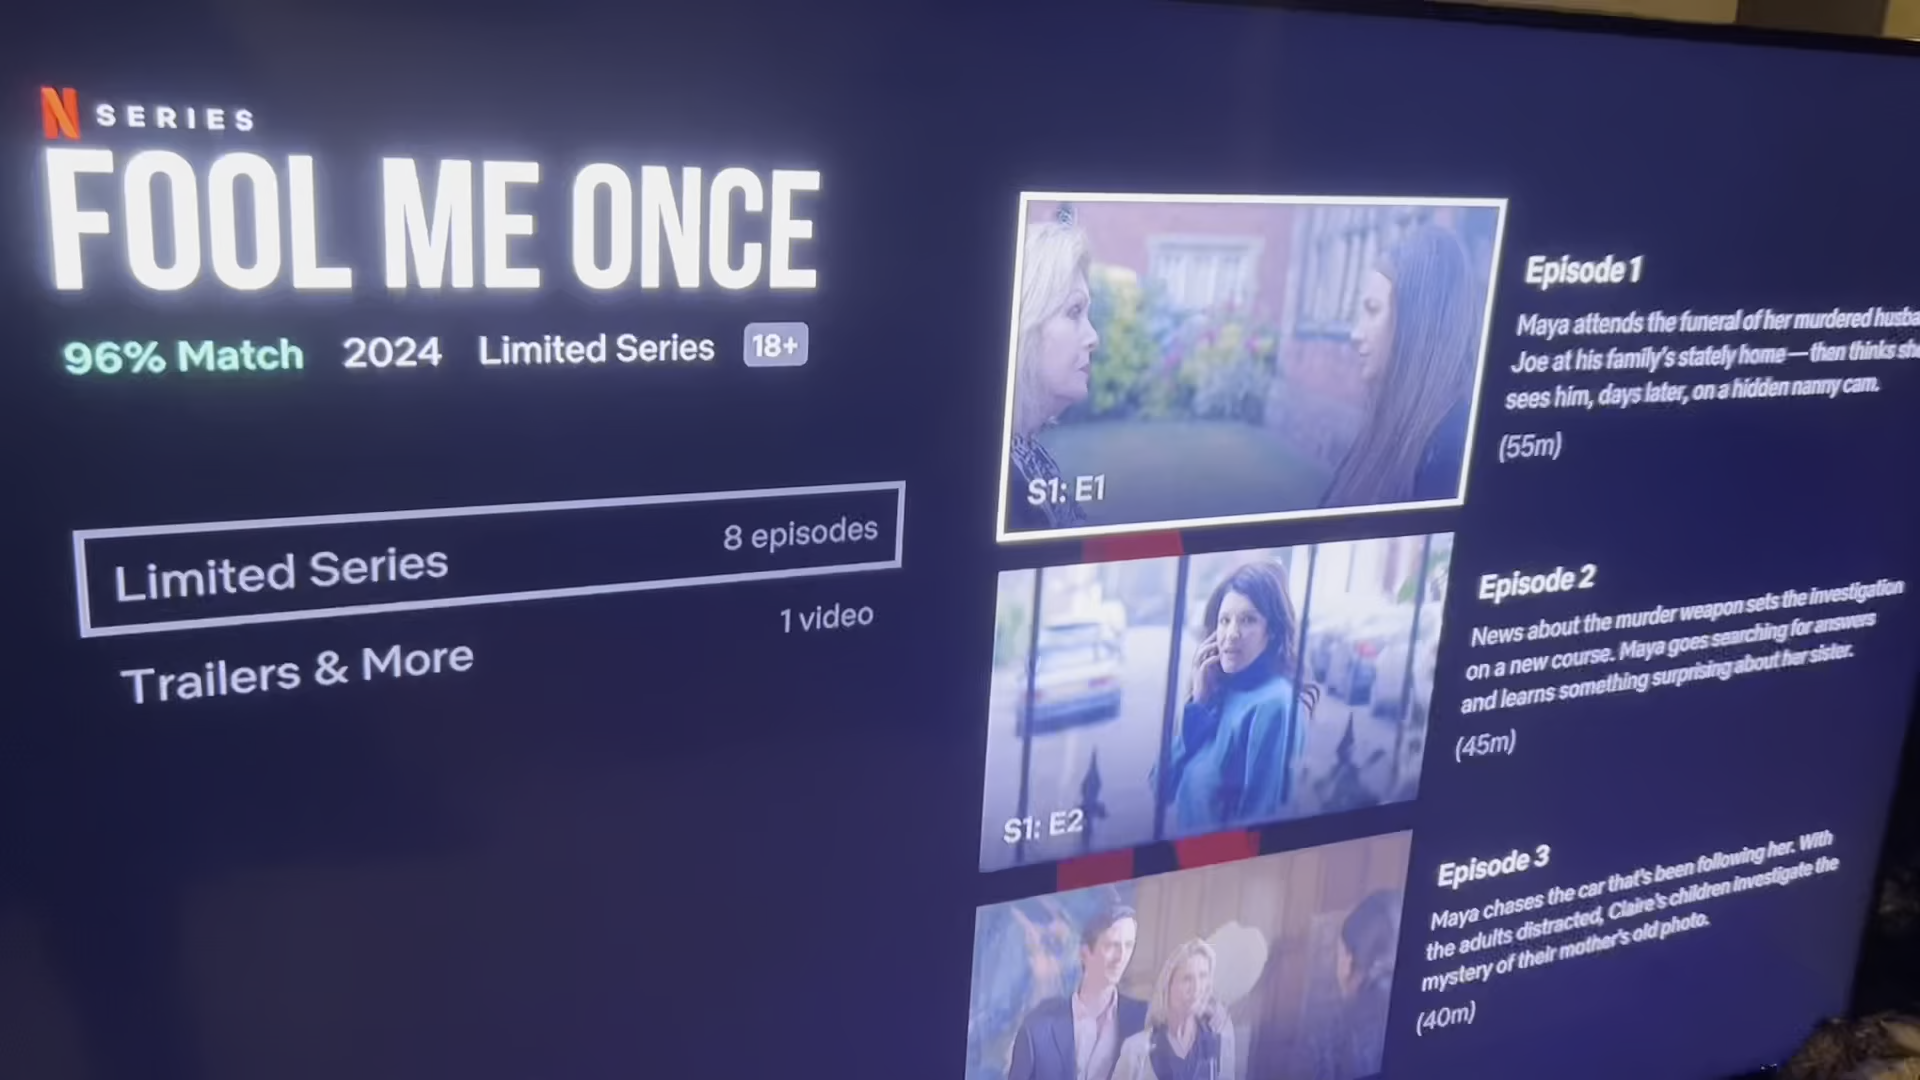 N SERIES
FOOL ME ONCE
96% Match 2024 Limited Series 18+
Limited Series 8 episodes
Trailers & More 1 video
S1: E1
Episode 1
Maya attends the funeral of her murdered
Joe at his family's stately home—then thinks
sees him, days later, on a hidden nanny cam.
(55m)
S1: E2
Episode 2
News about the murder weapon sets the investigation
on a new course. Maya goes searching for answers
and learns something surprising about her sister.
(45m)
Episode 3
Maya chases the car that's been following her. With
the adults distracted, Claire's children investigate the
mystery of their mother's old photo.
(40m)